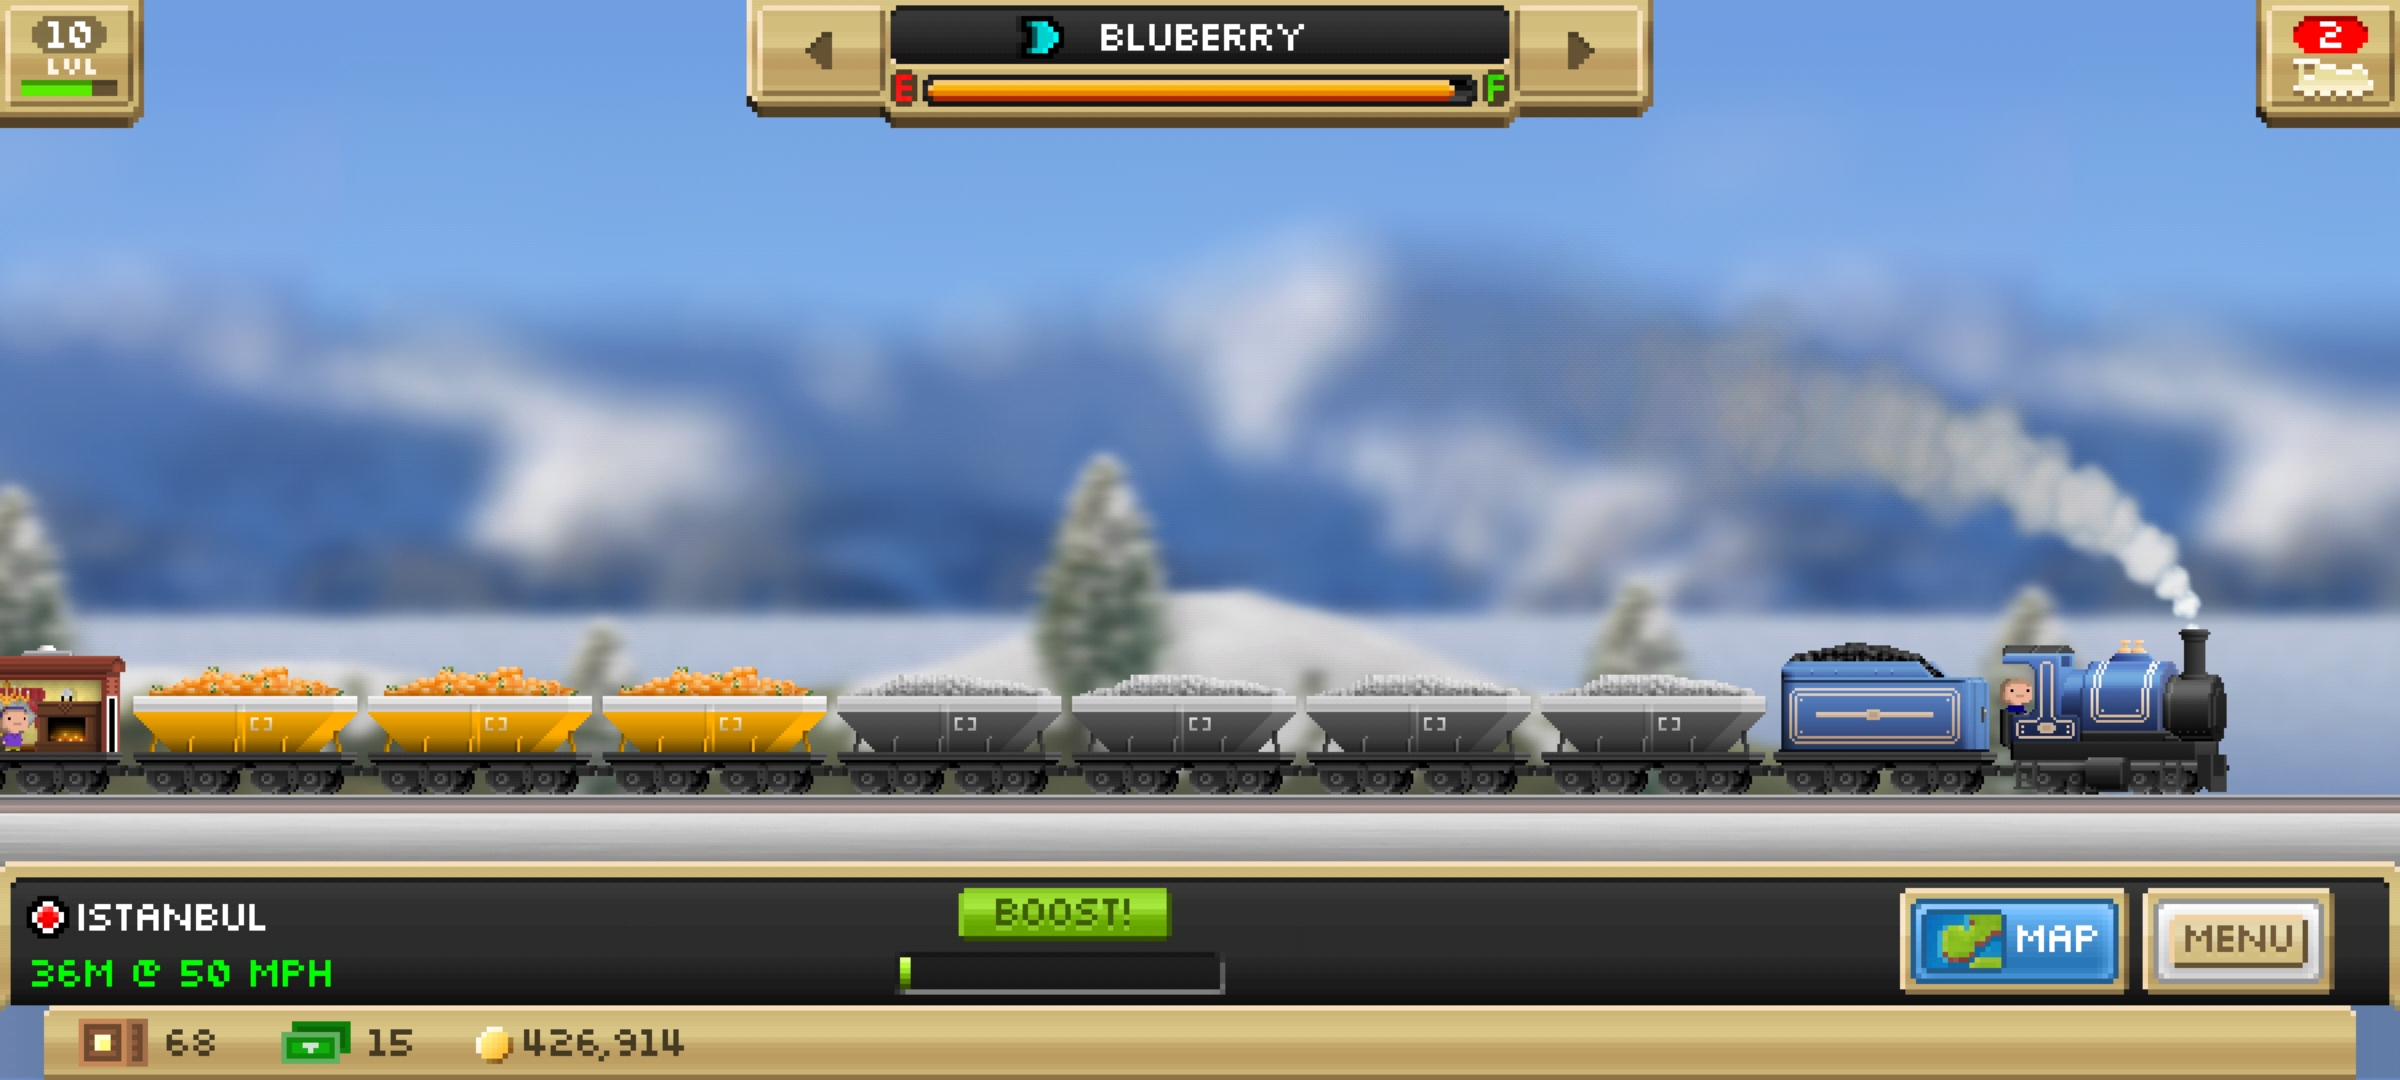 10
LVL
BLUBERRY
E F
2
ISTANBUL
36M @ 50 MPH
BOOST!
MAP
MENU
68 15 426,914